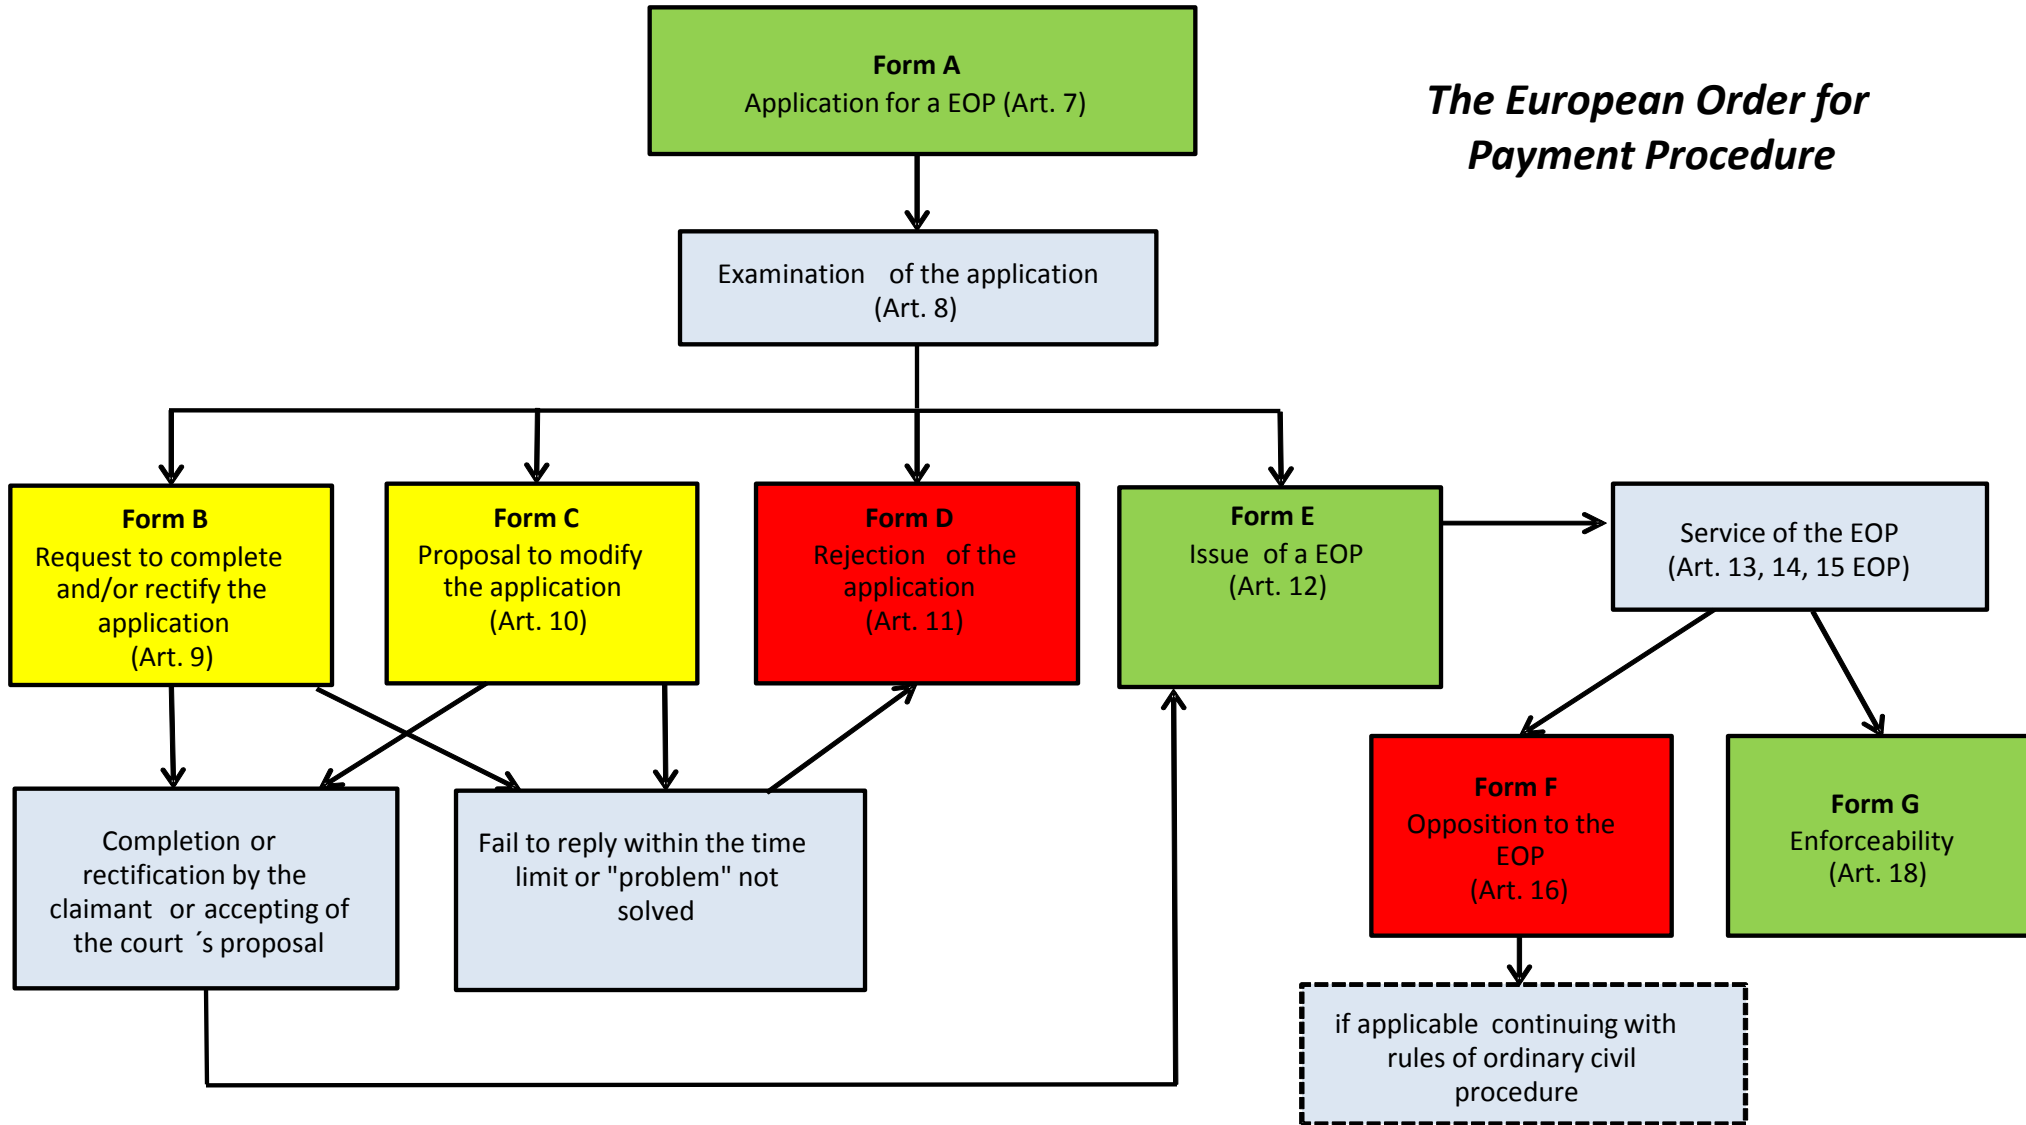 Form A
Application for a EOP (Art. 7)
The European Order for
Payment Procedure
Examination of the application
(Art. 8)
Form B
Request to complete
and/or rectify the
application
(Art. 9)
Form C
Proposal to modify
the application
(Art. 10)
Form D
Rejection of the
application
(Art. 11)
Form E
Issue of a EOP
(Art. 12)
Service of the EOP
(Art. 13, 14, 15 EOP)
Completion or
rectification by the
claimant or accepting of
the court ´s proposal
Fail to reply within the time
limit or "problem" not
solved
Form F
Opposition to the
EOP
(Art. 16)
Form G
Enforceability
(Art. 18)
if applicable continuing with
rules of ordinary civil
procedure